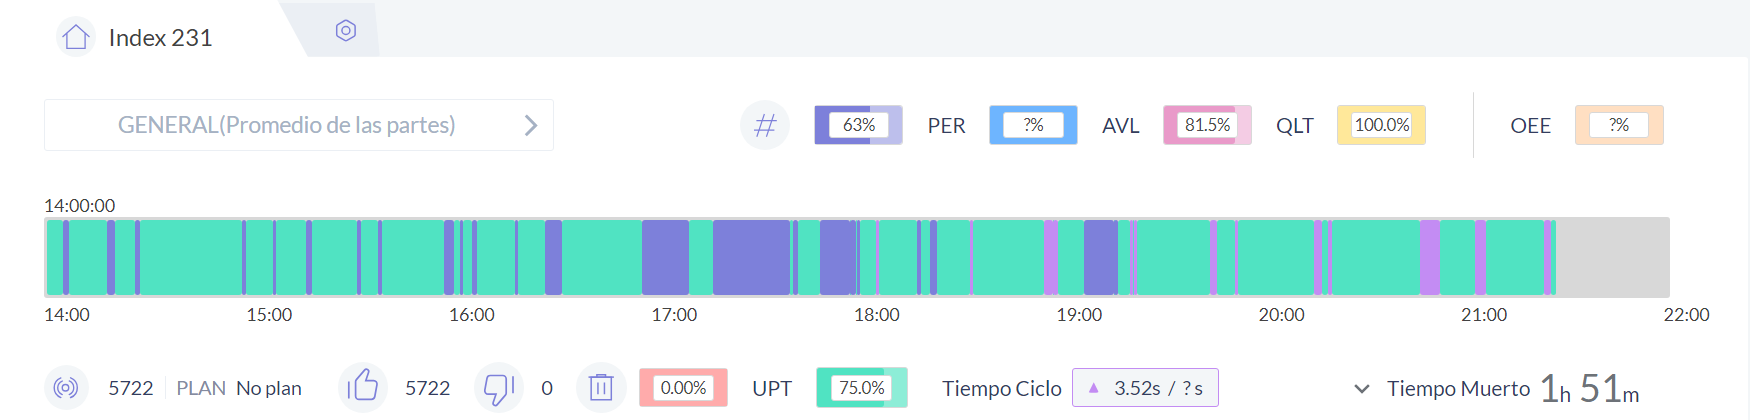 Index 231
GENERAL(Promedio de las partes)
63% PER ?% AVL 81.5% QLT 100.0% OEE ?%
14:00:00
14:00 15:00 16:00 17:00 18:00 19:00 20:00 21:00 22:00
5722 PLAN No plan 5722 0 0.00% UPT 75.0% Tiempo Ciclo ▲ 3.52s / ? s Tiempo Muerto 1h 51m